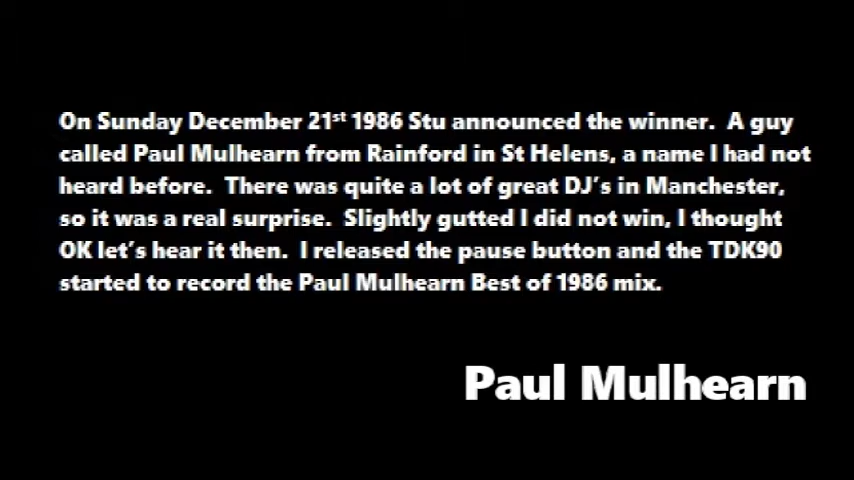 On Sunday December 21st 1986 Stu announced the winner.  A guy
called Paul Mulhearn from Rainford in St Helens, a name I had not
heard before.  There was quite a lot of great DJ’s in Manchester,
so it was a real surprise.  Slightly gutted I did not win, I thought
OK let’s hear it then.  I released the pause button and the TDK90
started to record the Paul Mulhearn Best of 1986 mix.
Paul Mulhearn